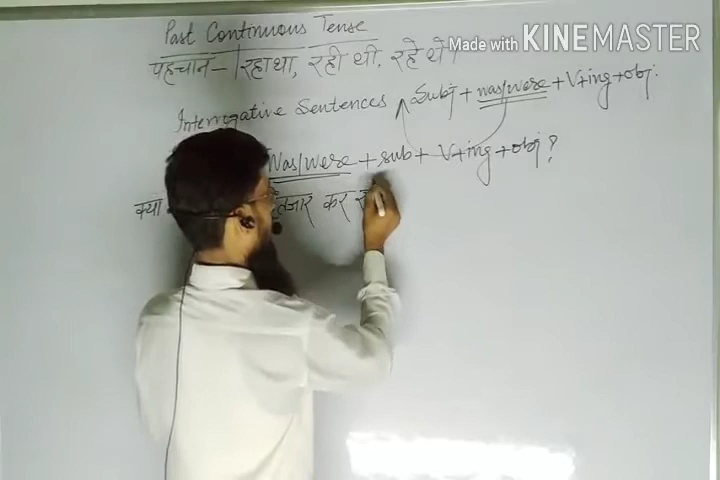 Past Continuous Tense
पहचान- रहा था, रही थी, रहे थे।
Made with KINEMASTER
Interrogative Sentences Subj + was/were + V+ing+obj.
Was/were + sub + V+ing + obj ?
क्या इंतजार कर